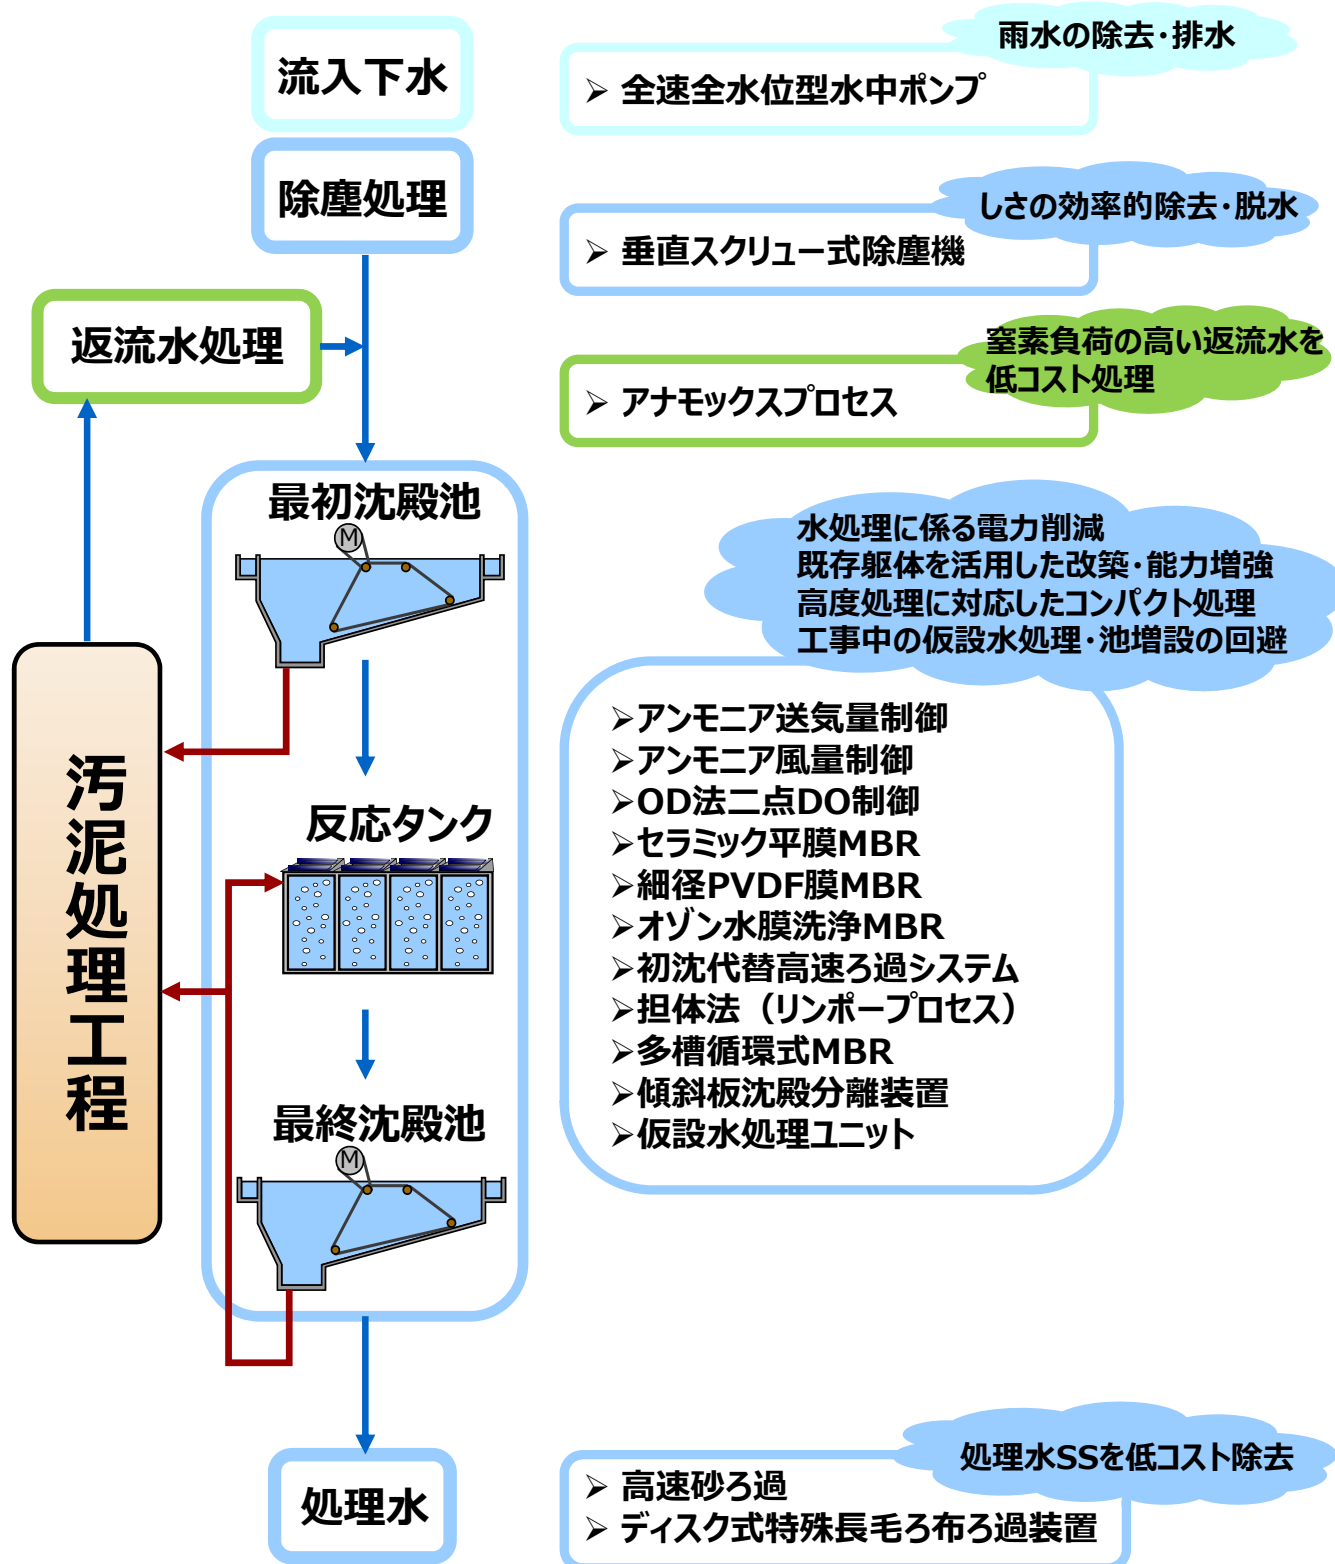 流入下水
雨水の除去・排水
➢ 全速全水位型水中ポンプ
除塵処理
しさの効率的除去・脱水
➢ 垂直スクリュー式除塵機
返流水処理
窒素負荷の高い返流水を
低コスト処理
➢ アナモックスプロセス
最初沈殿池
M
水処理に係る電力削減
既存躯体を活用した改築・能力増強
高度処理に対応したコンパクト処理
工事中の仮設水処理・池増設の回避
➢アンモニア送気量制御
➢アンモニア風量制御
➢OD法二点DO制御
➢セラミック平膜MBR
➢細径PVDF膜MBR
➢オゾン水膜洗浄MBR
➢初沈代替高速ろ過システム
➢担体法（リンポープロセス）
➢多槽循環式MBR
➢傾斜板沈殿分離装置
➢仮設水処理ユニット
汚泥処理工程
反応タンク
最終沈殿池
M
処理水
処理水SSを低コスト除去
➢ 高速砂ろ過
➢ ディスク式特殊長毛ろ布ろ過装置